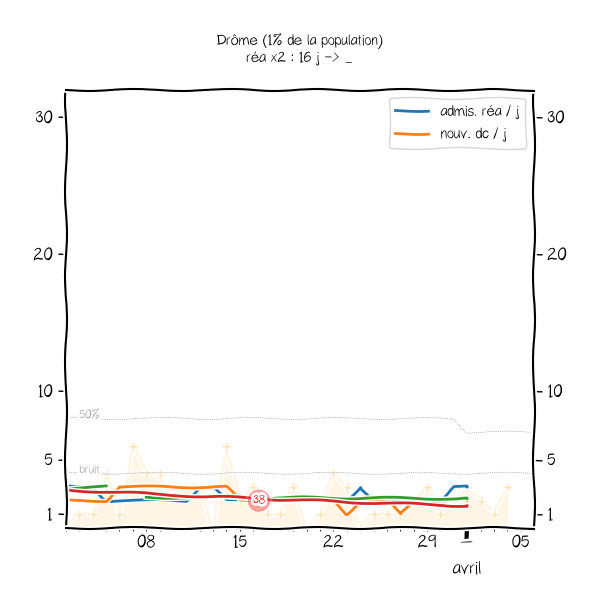 Drôme (1% de la population)
réa x2 : 16 j -> _
admis. réa / j
nouv. dc / j
30
30
20
20
10
10
50%
5
5
bruit
38
1
1
08
15
22
29
05
avril